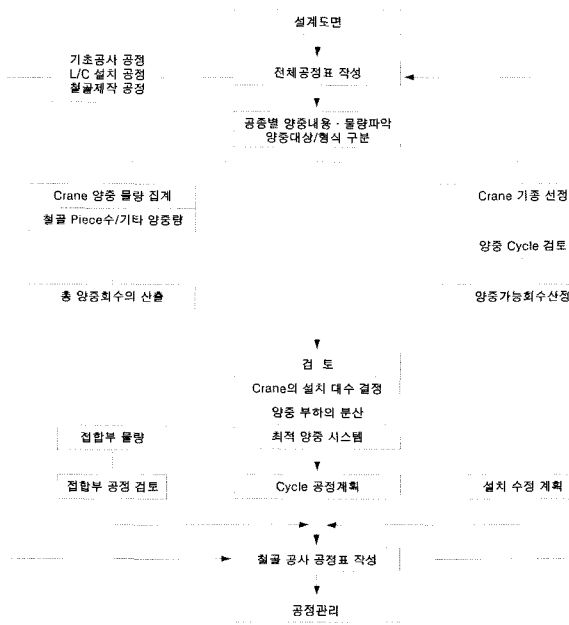 설계도면
기초공사 공정
L/C 설치 공정
철골제작 공정
전체공정표 작성
공종별 양중내용 · 물량파악
양중대상/형식 구분
Crane 양중 물량 집계
철골 Piece수/기타 양중량
Crane 기종 선정
양중 Cycle 검토
총 양중회수의 산출
양중가능회수산정
검 토
Crane의 설치 대수 결정
양중 부하의 분산
최적 양중 시스템
접합부 물량
접합부 공정 검토
Cycle 공정계획
설치 수정 계획
철골 공사 공정표 작성
공정관리